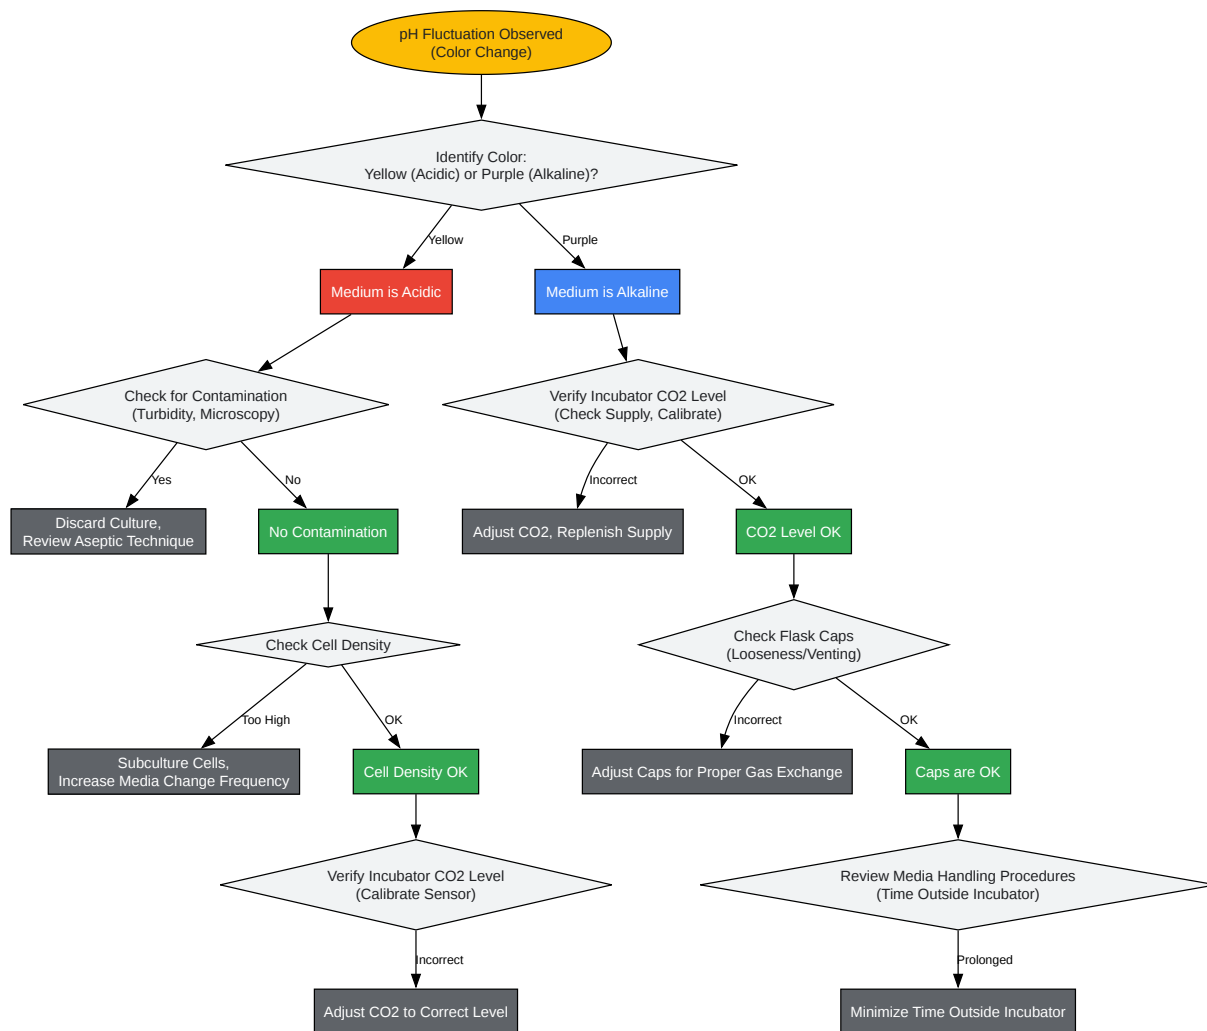 pH Fluctuation Observed
(Color Change)
Identify Color:
Yellow (Acidic) or Purple (Alkaline)?
Yellow
Purple
Medium is Acidic
Medium is Alkaline
Check for Contamination
(Turbidity, Microscopy)
Verify Incubator CO2 Level
(Check Supply, Calibrate)
Yes
No
Incorrect
OK
Discard Culture,
Review Aseptic Technique
No Contamination
Adjust CO2, Replenish Supply
CO2 Level OK
Check Cell Density
Check Flask Caps
(Looseness/Venting)
Too High
OK
Incorrect
OK
Subculture Cells,
Increase Media Change Frequency
Cell Density OK
Adjust Caps for Proper Gas Exchange
Caps are OK
Verify Incubator CO2 Level
(Calibrate Sensor)
Review Media Handling Procedures
(Time Outside Incubator)
Incorrect
Prolonged
Adjust CO2 to Correct Level
Minimize Time Outside Incubator